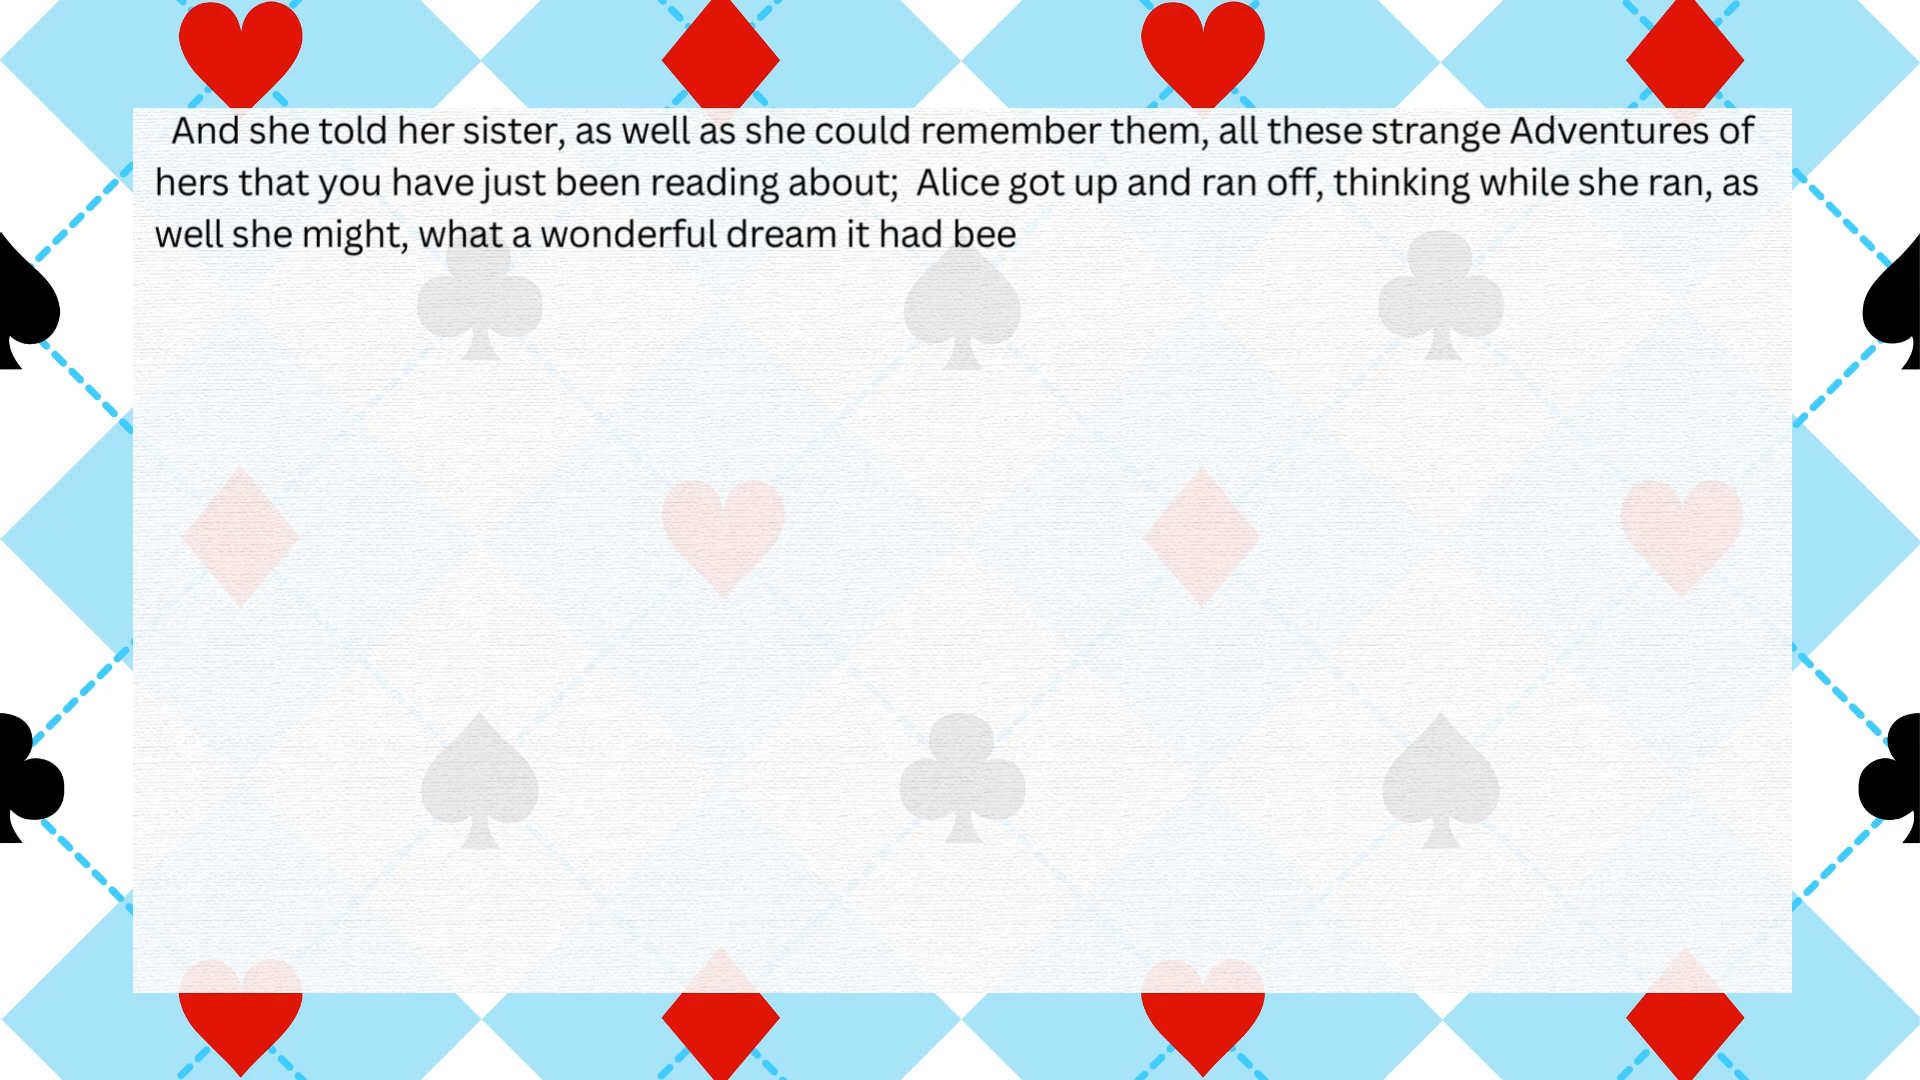 And she told her sister, as well as she could remember them, all these strange Adventures of
hers that you have just been reading about;  Alice got up and ran off, thinking while she ran, as
well she might, what a wonderful dream it had bee